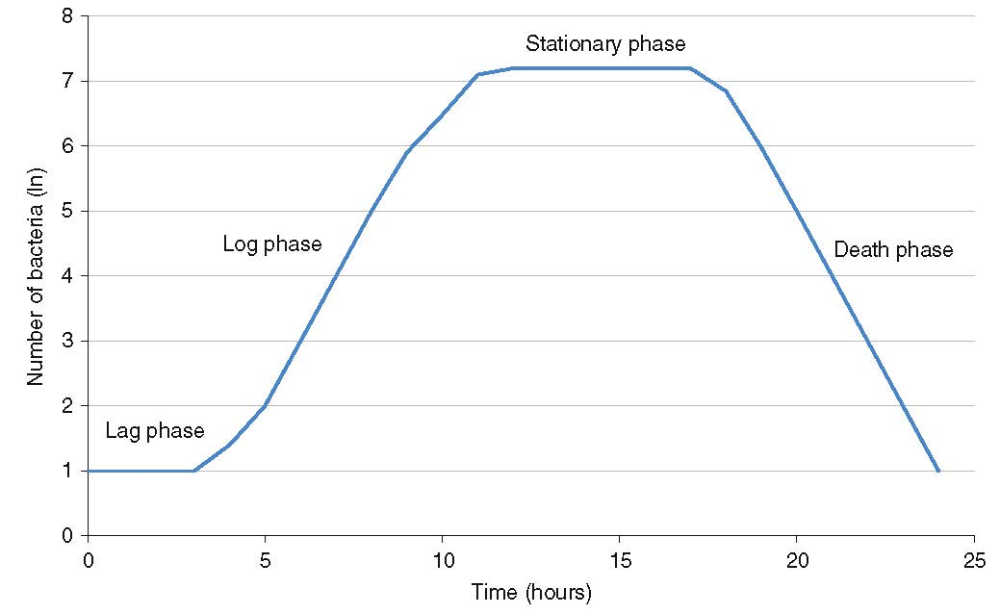 8
Stationary phase
7
6
5
Log phase
Death phase
4
3
2
Lag phase
1
0
0 5 10 15 20 25
Number of bacteria (ln)
Time (hours)